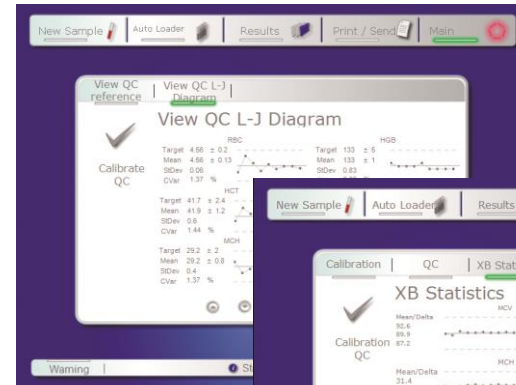 New Sample Auto Loader Results Print / Send Main
View QC reference View QC L-J Diagram
View QC L-J Diagram
Calibrate QC
RBC
Target 4.66 ± 0.2
Mean 4.66 ± 0.13
StDev 0.06
CVar 1.37 %
HGB
Target 133 ± 5
Mean 133 ± 1
StDev 0.83
HCT
Target 41.7 ± 2.4
Mean 41.9 ± 1.2
StDev 0.6
CVar 1.44 %
MCH
Target 29.2 ± 2
Mean 29.2 ± 0.8
StDev 0.4
CVar 1.37 %
Warning
New Sample Auto Loader Results
Calibration QC XB Stat
XB Statistics
Calibration QC
MCV
Mean/Delta
92.6
89.9
87.2
MCH
Mean/Delta
31.4